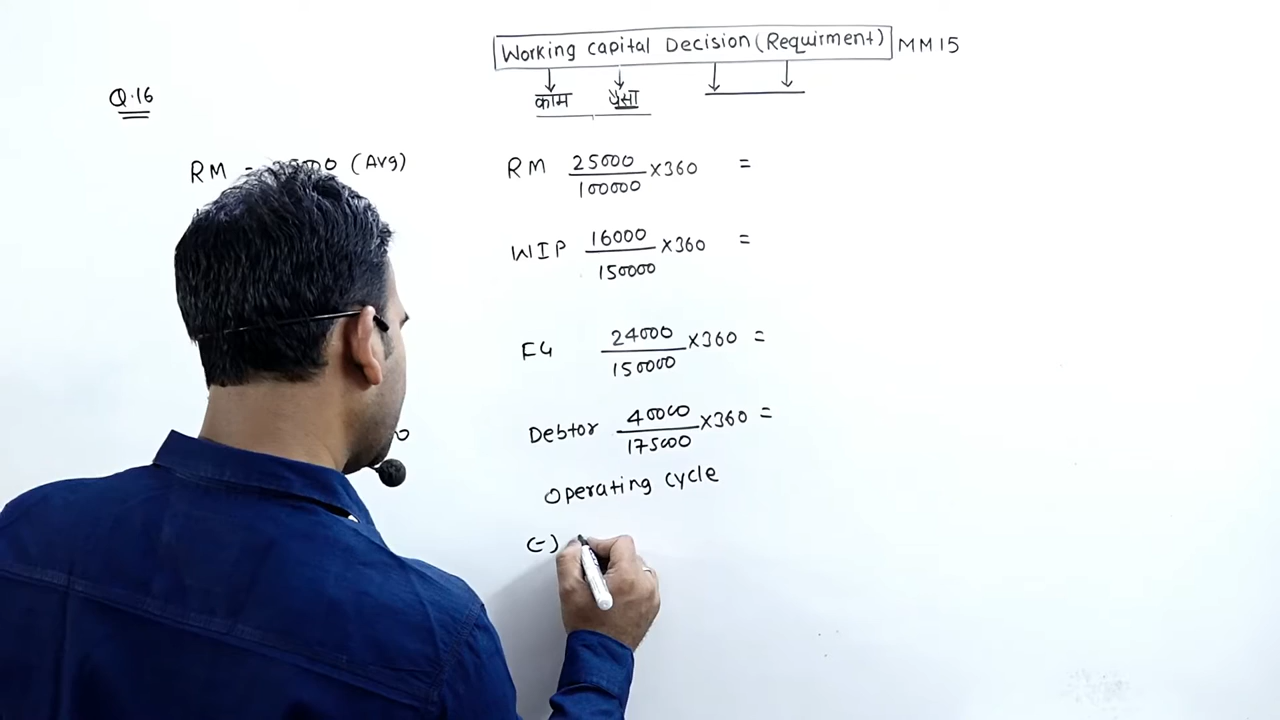 Working Capital Decision (Requirment) MM15
काम पैसा
Q.16
RM = (Avg)
RM 25000/100000 x360 =
WIP 16000/150000 x360 =
FG 24000/150000 x360 =
Debtor 40000/175000 x360 =
Operating cycle
(-)